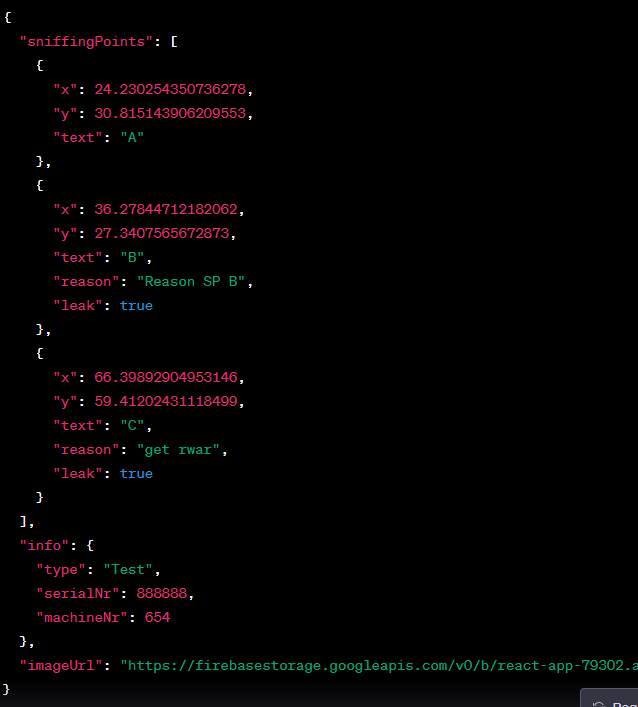 {
"sniffingPoints": [
{
"x": 24.230254350736278,
"y": 30.815143906209553,
"text": "A"
},
{
"x": 36.27844712182062,
"y": 27.3407565672873,
"text": "B",
"reason": "Reason SP B",
"leak": true
},
{
"x": 66.39892904953146,
"y": 59.41202431118499,
"text": "C",
"reason": "get rwar",
"leak": true
}
],
"info": {
"type": "Test",
"serialNr": 888888,
"machineNr": 654
},
"imageUrl": "https://firebasestorage.googleapis.com/v0/b/react-app-79302.a
}